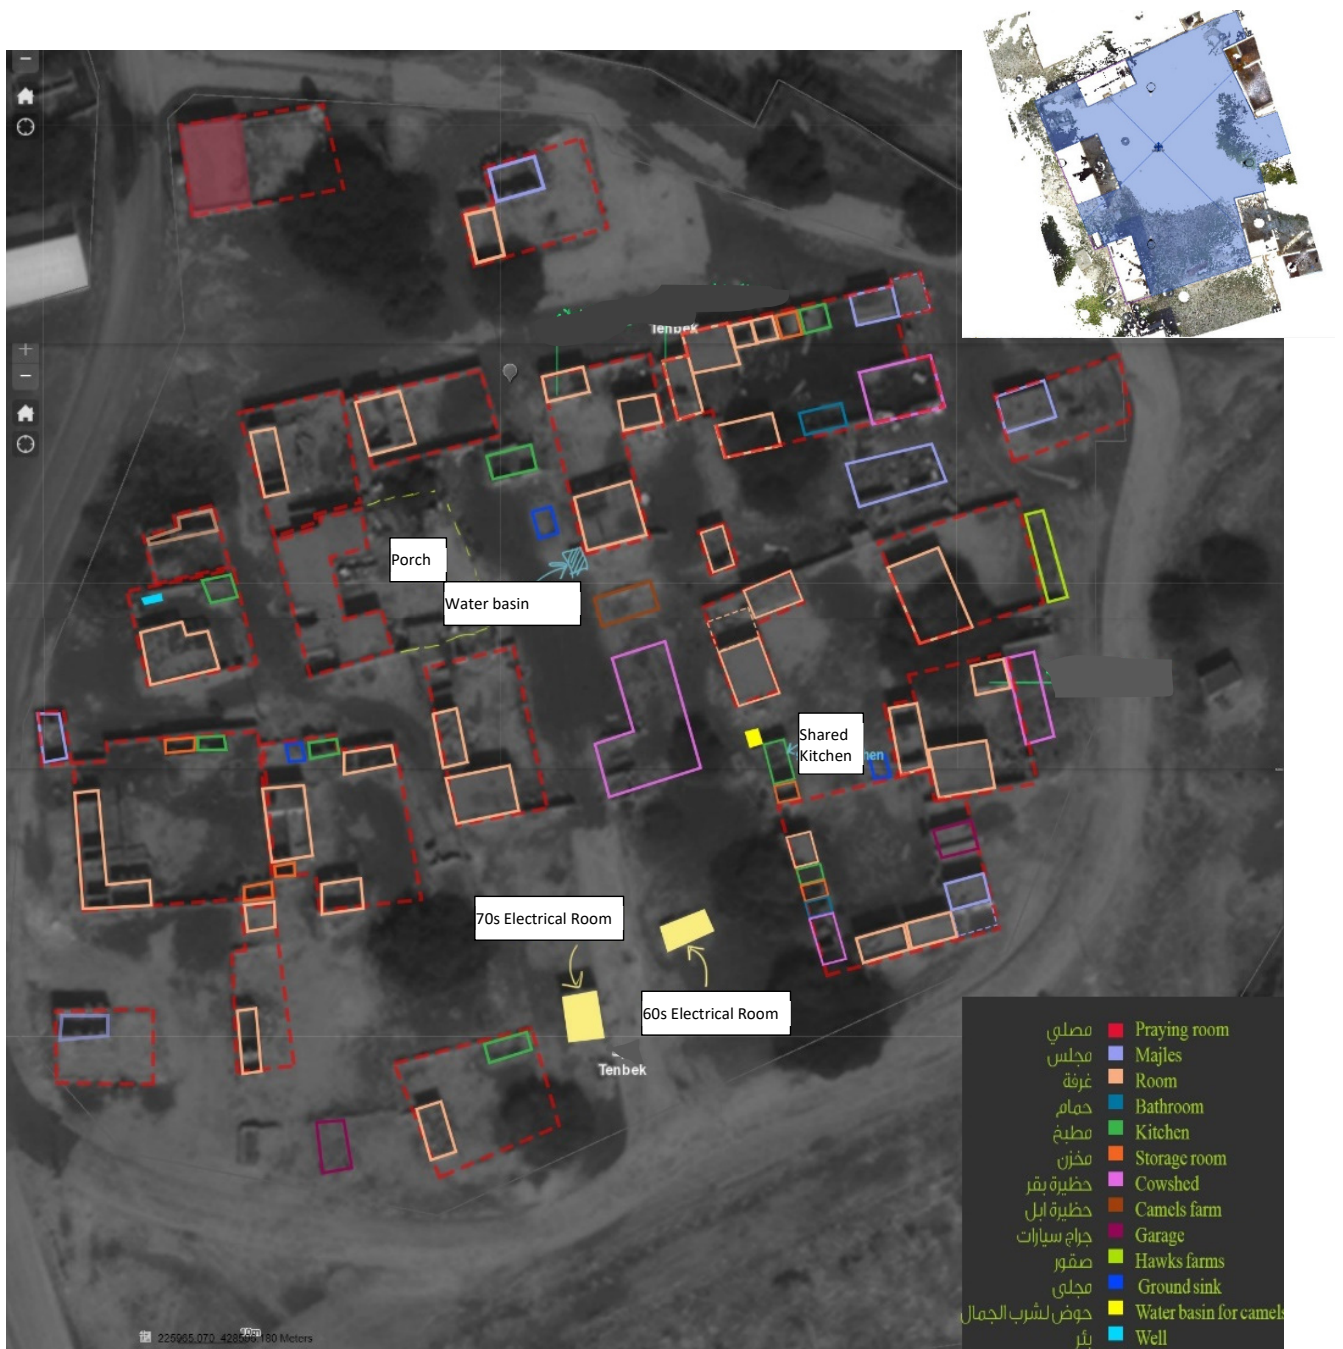 Tenbek
Porch
Water basin
Shared
Kitchen
hen
70s Electrical Room
60s Electrical Room
Tenbek
مصلي Praying room
مجلس Majles
غرفة Room
حمام Bathroom
مطبخ Kitchen
مخزن Storage room
حظيرة بقر Cowshed
حظيرة ابل Camels farm
جراج سيارات Garage
صقور Hawks farms
مجلى Ground sink
حوض لشرب الجمال Water basin for camels
بئر Well